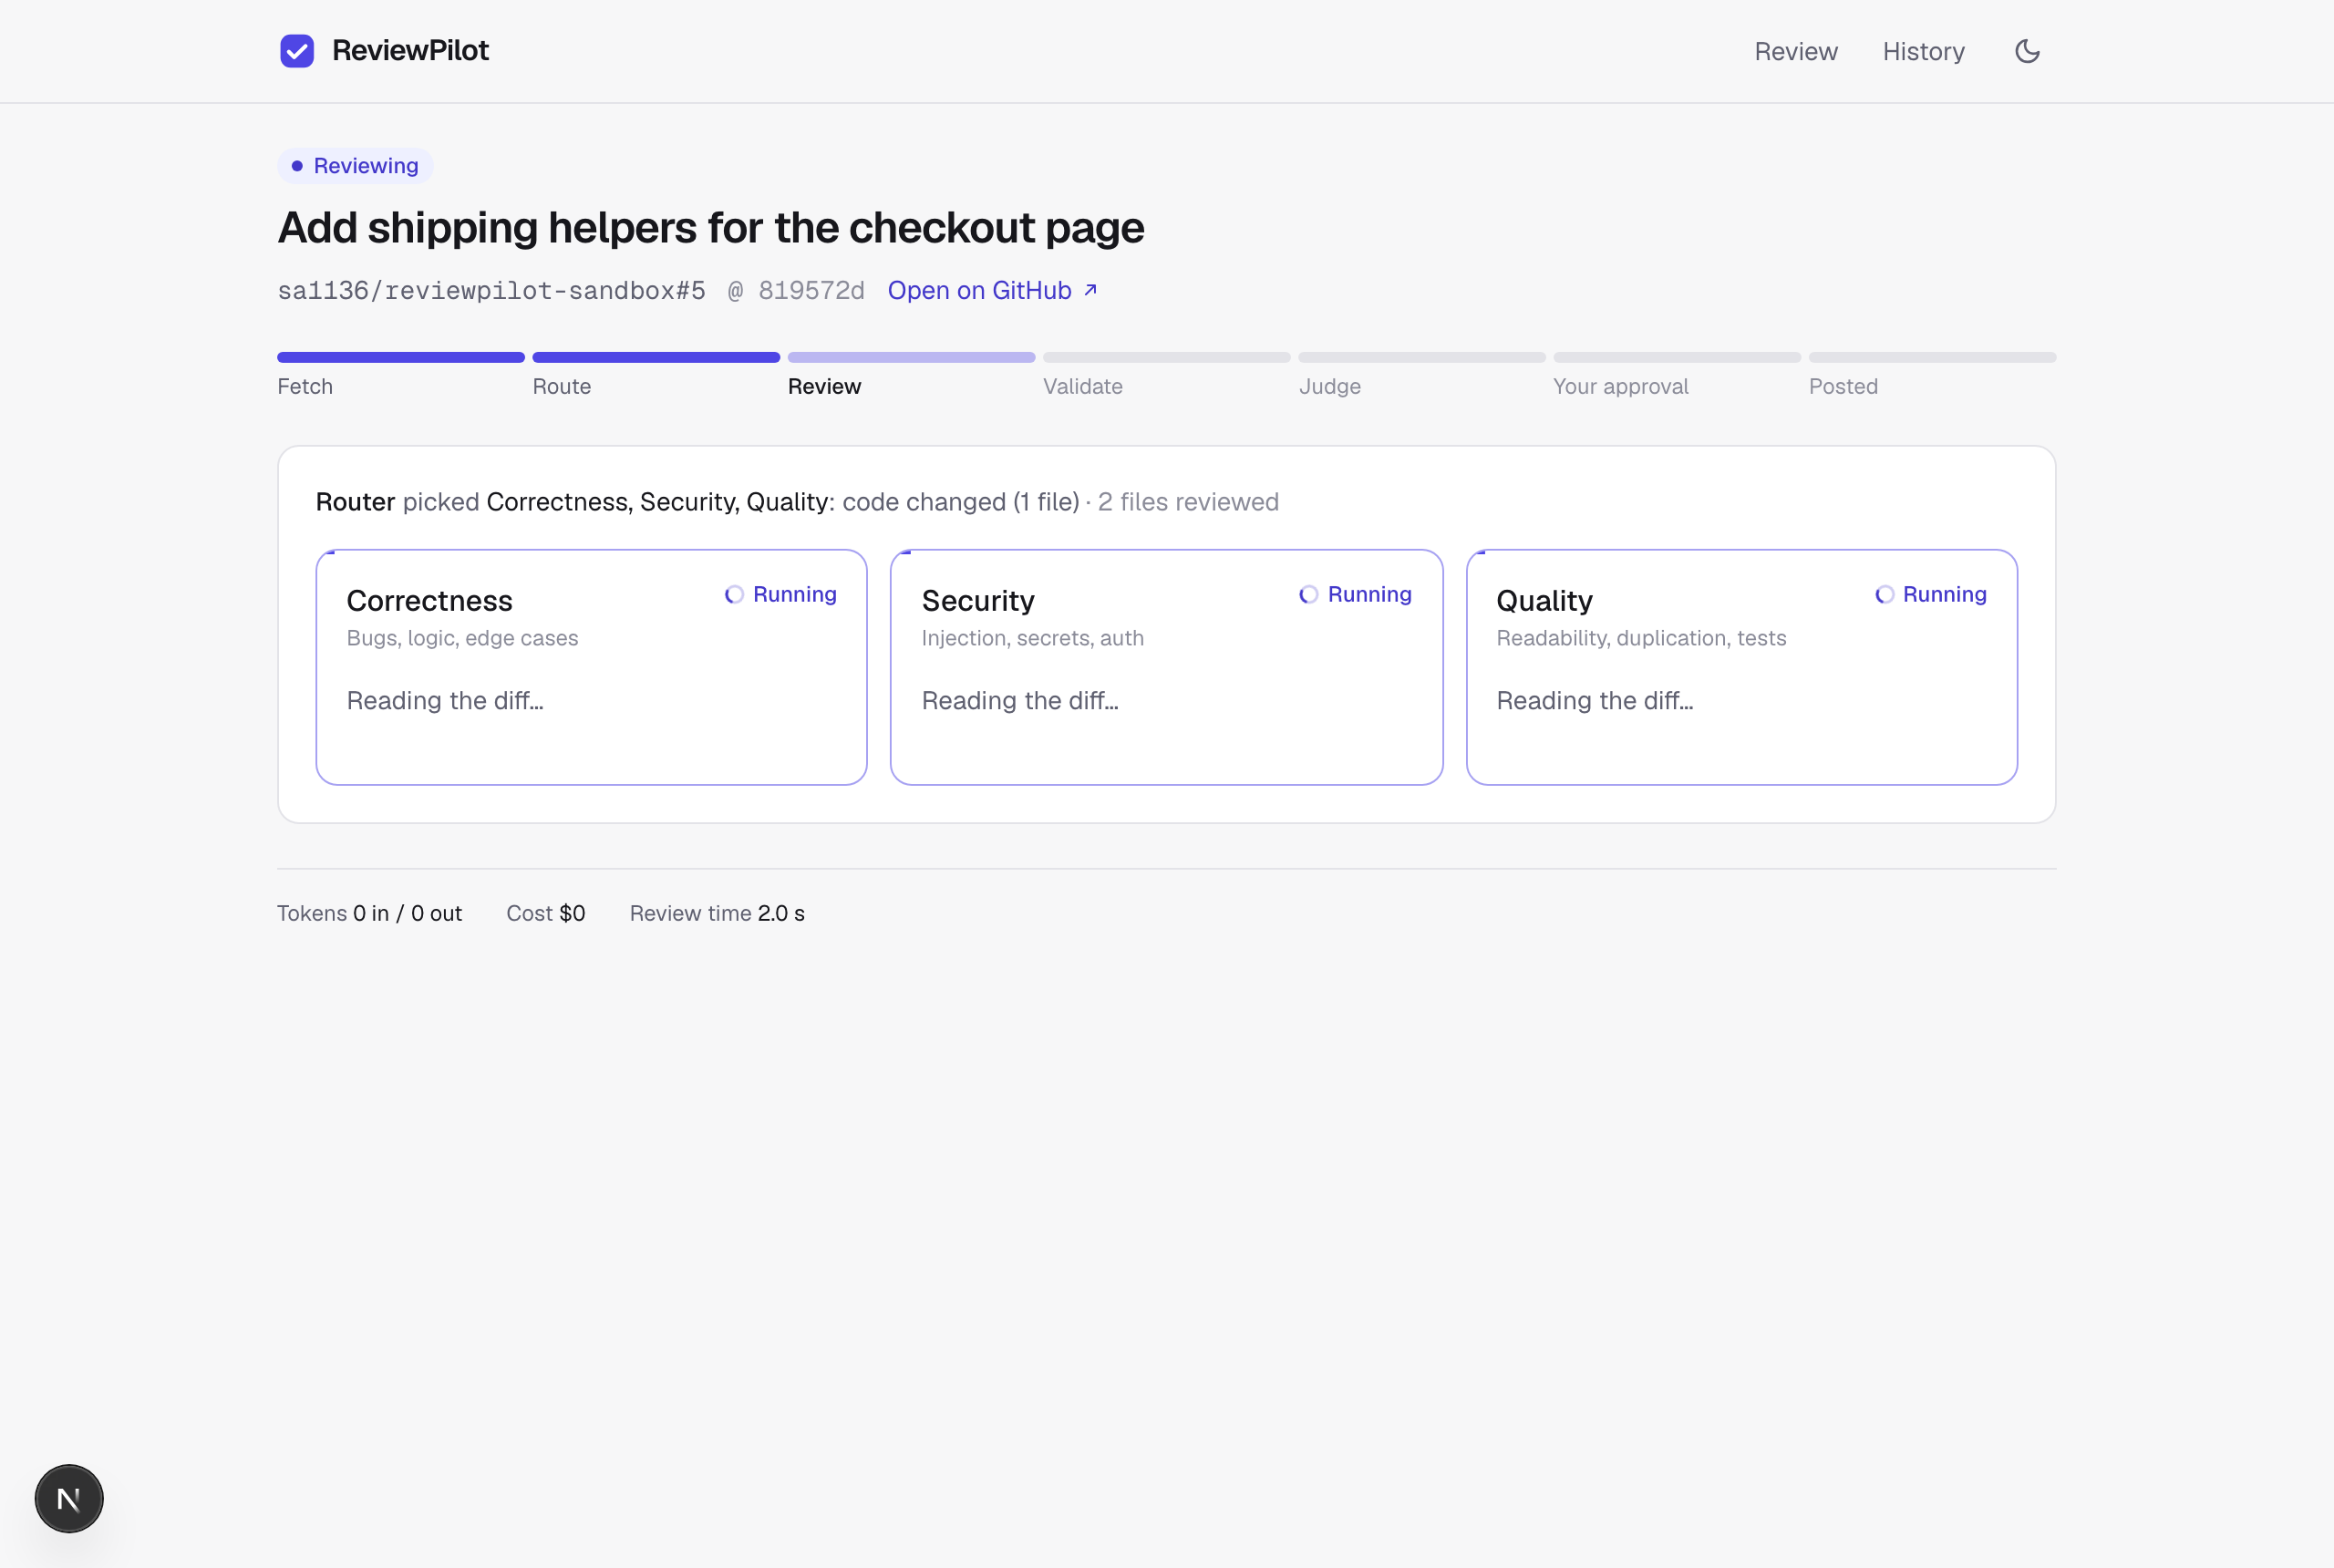 ReviewPilot
Review
History
Reviewing
Add shipping helpers for the checkout page
sa1136/reviewpilot-sandbox#5 @ 819572d Open on GitHub ↗
Fetch
Route
Review
Validate
Judge
Your approval
Posted
Router picked Correctness, Security, Quality: code changed (1 file) · 2 files reviewed
Correctness
Running
Bugs, logic, edge cases
Reading the diff…
Security
Running
Injection, secrets, auth
Reading the diff…
Quality
Running
Readability, duplication, tests
Reading the diff…
Tokens 0 in / 0 out
Cost $0
Review time 2.0 s
N